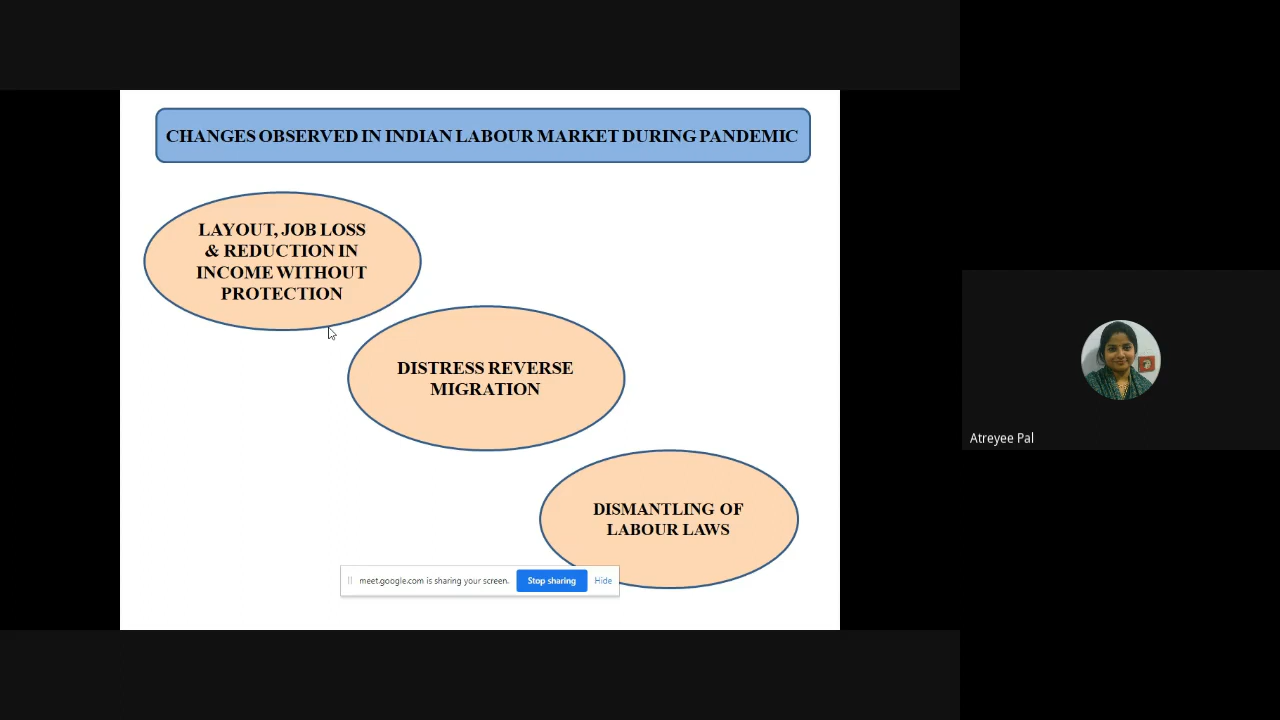 CHANGES OBSERVED IN INDIAN LABOUR MARKET DURING PANDEMIC
LAYOUT, JOB LOSS
& REDUCTION IN
INCOME WITHOUT
PROTECTION
DISTRESS REVERSE
MIGRATION
Atreyee Pal
DISMANTLING OF
LABOUR LAWS
meet.google.com is sharing your screen.
Stop sharing
Hide